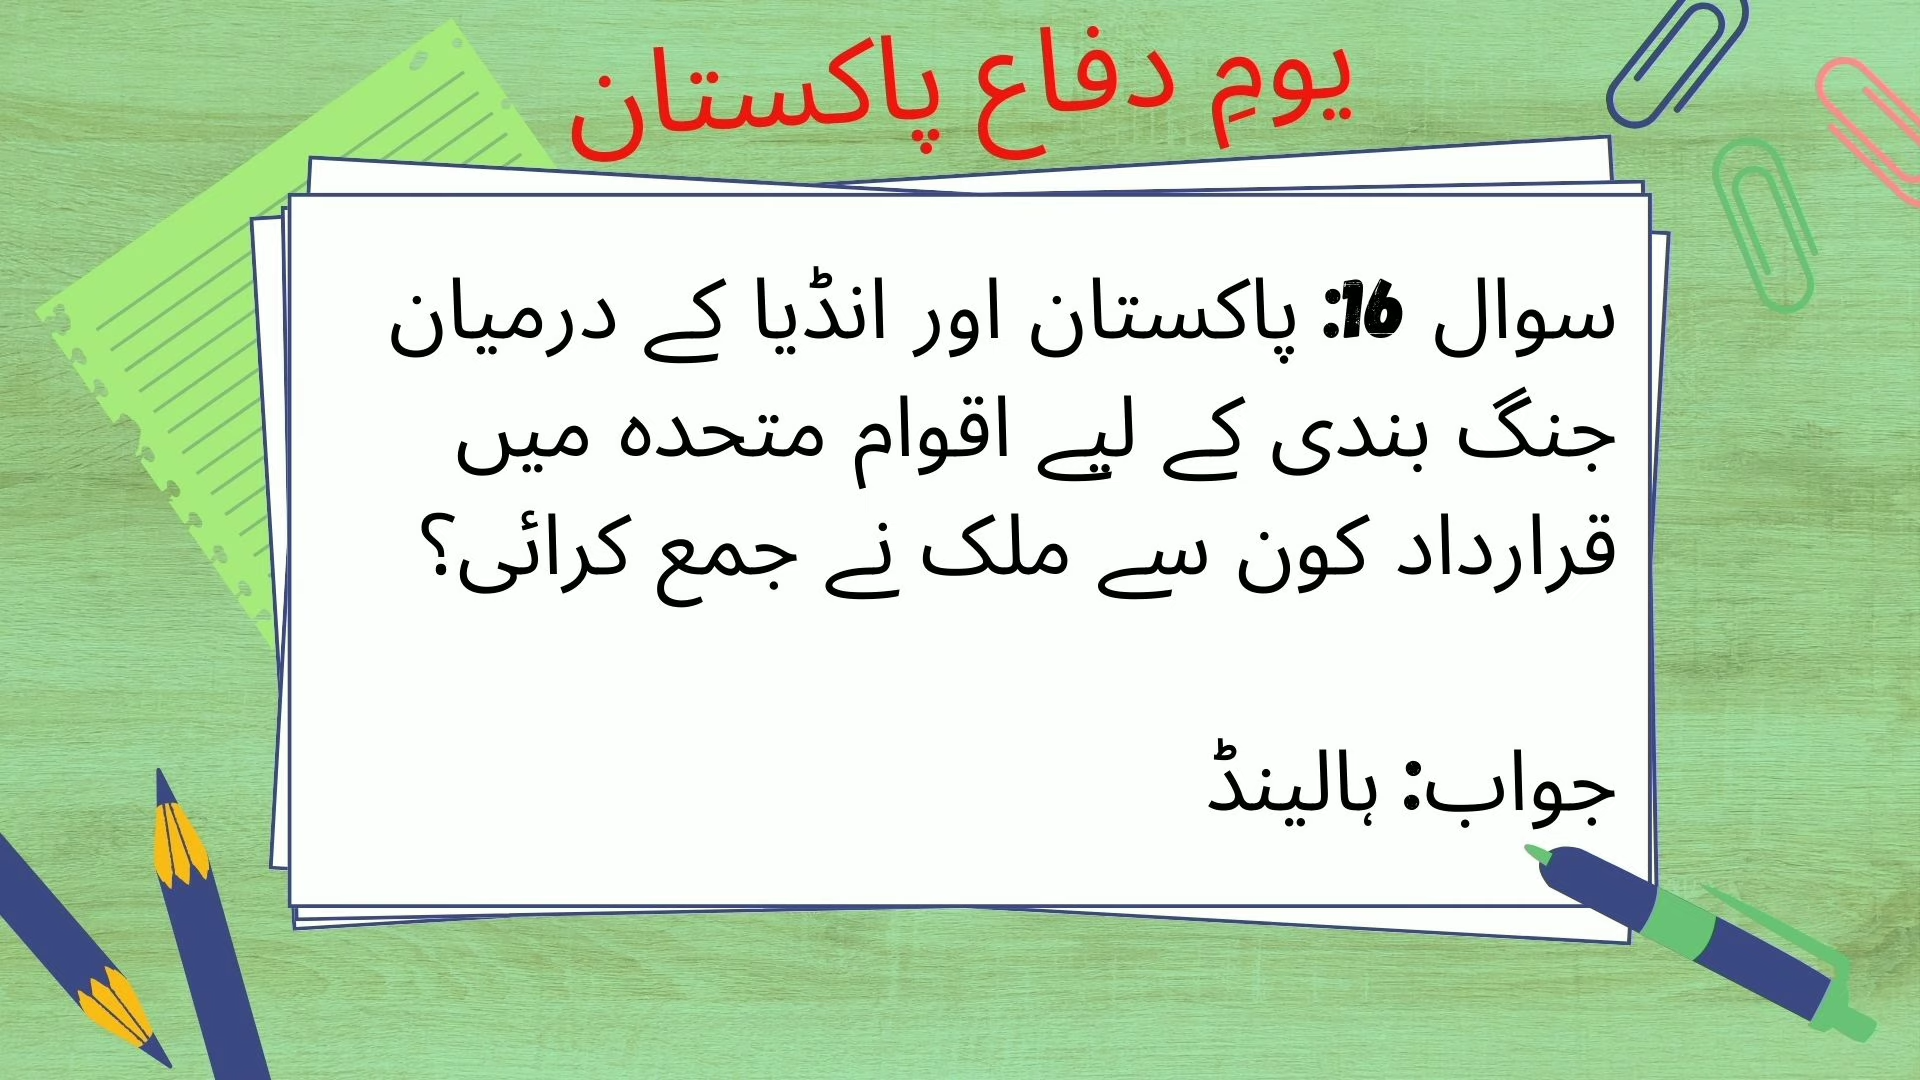 یومِ دفاع پاکستان
سوال 16: پاکستان اور انڈیا کے درمیان
جنگ بندی کے لیے اقوام متحدہ میں
قرارداد کون سے ملک نے جمع کرائی؟
جواب: ہالینڈ